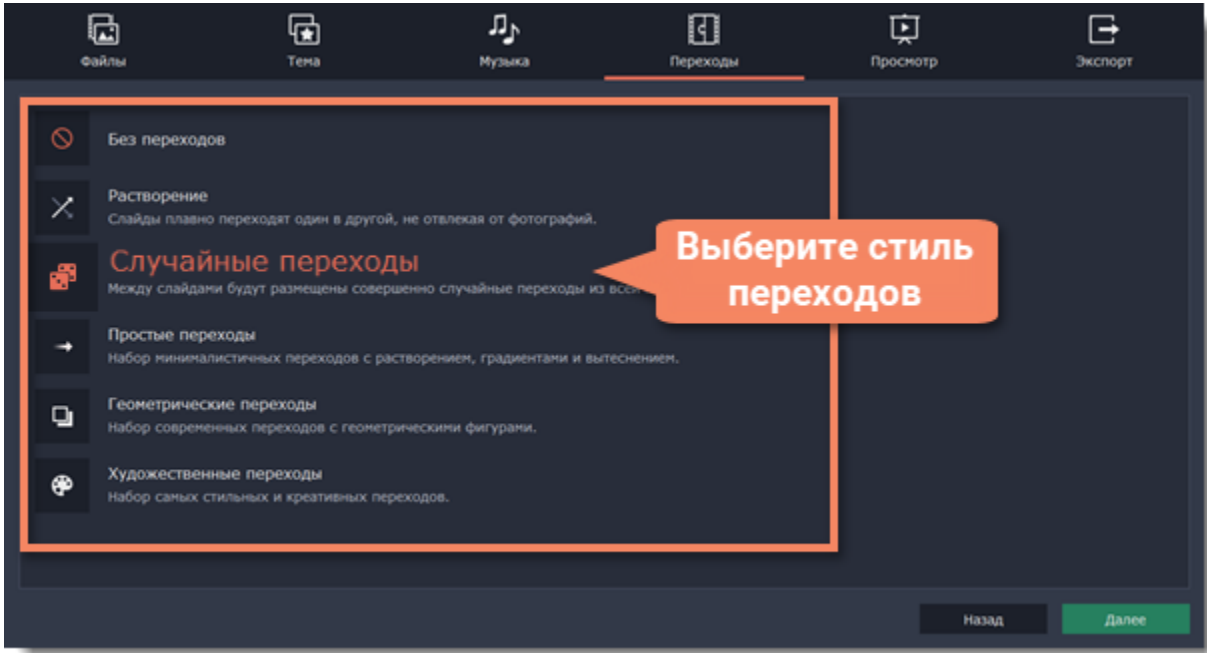 Файлы
Тема
Музыка
Переходы
Просмотр
Экспорт
Без переходов
Растворение
Слайды плавно переходят один в другой, не отвлекая от фотографий.
Случайные переходы
Между слайдами будут размещены совершенно случайные переходы из всей
Выберите стиль
переходов
Простые переходы
Набор минималистичных переходов с растворением, градиентами и вытеснением.
Геометрические переходы
Набор современных переходов с геометрическими фигурами.
Художественные переходы
Набор самых стильных и креативных переходов.
Назад
Далее